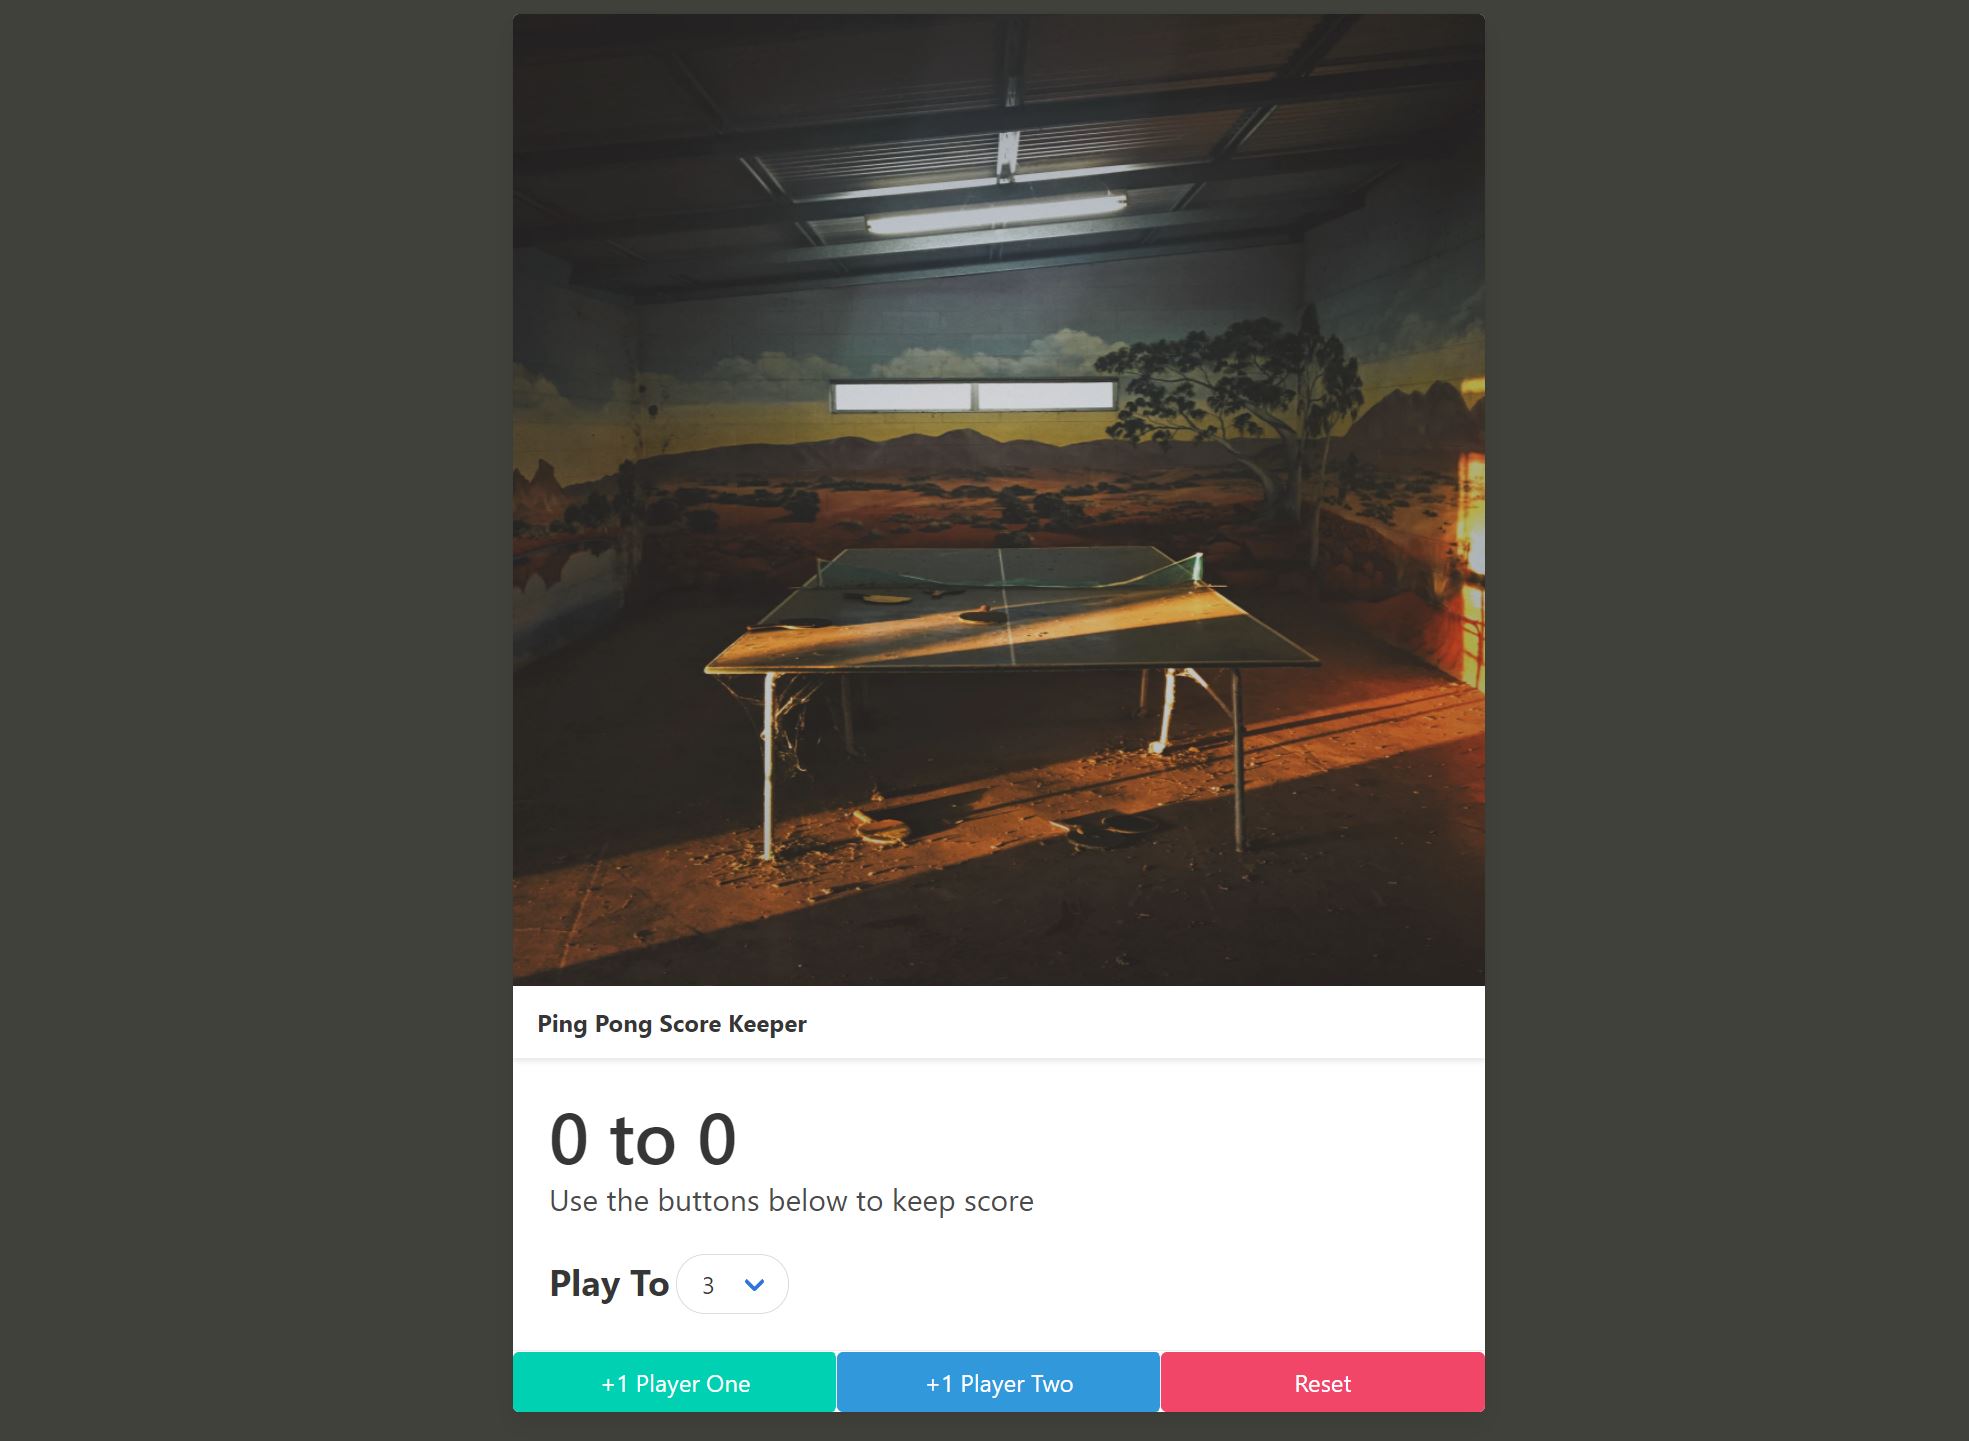 Ping Pong Score Keeper
0 to 0
Use the buttons below to keep score
Play To 3
+1 Player One +1 Player Two Reset